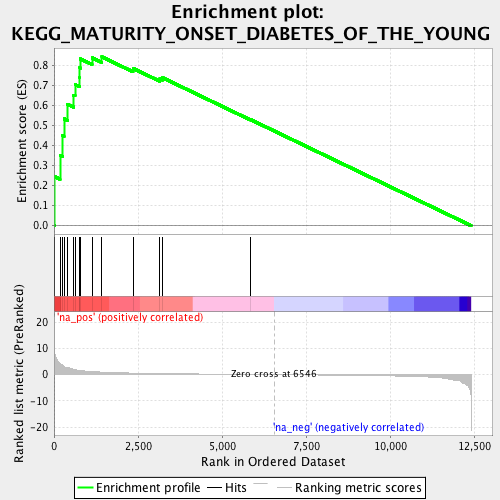 Enrichment plot:
KEGG_MATURITY_ONSET_DIABETES_OF_THE_YOUNG
Enrichment score (ES)
0.8
0.7
0.6
0.5
0.4
0.3
0.2
0.1
0.0
'na_pos' (positively correlated)
Ranked list metric (PreRanked)
20
10
0
-10
-20
Zero cross at 6546
'na_neg' (negatively correlated)
0 2,500 5,000 7,500 10,000 12,500
Rank in Ordered Dataset
Enrichment profile Hits Ranking metric scores